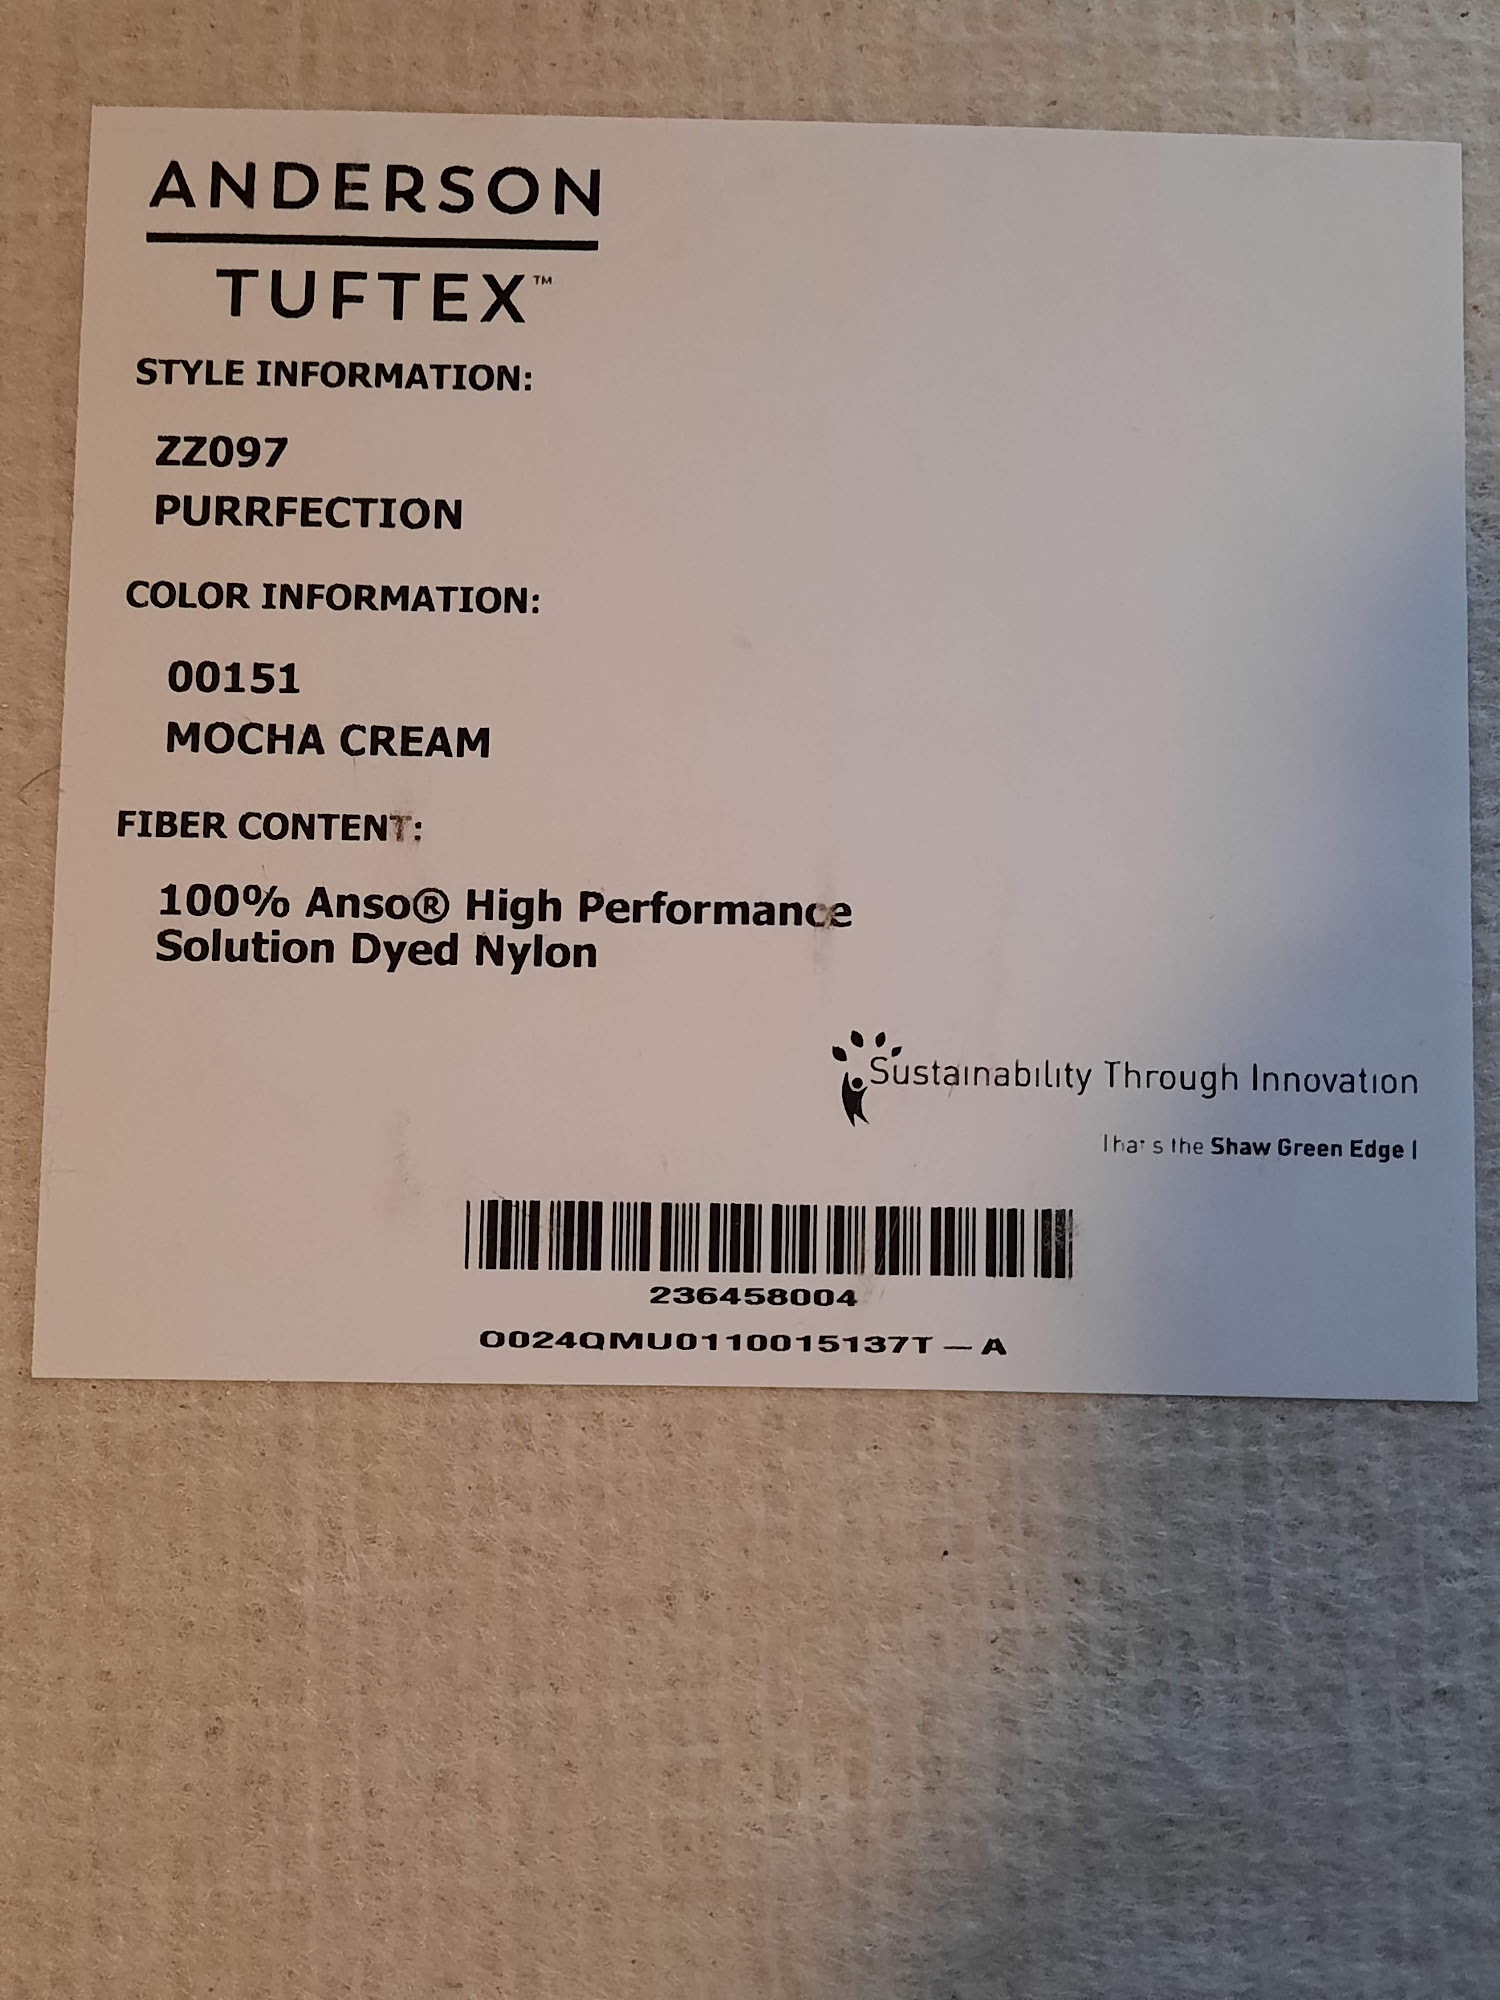 ANDERSON
TUFTEX™
STYLE INFORMATION:
ZZ097
PURRFECTION
COLOR INFORMATION:
00151
MOCHA CREAM
FIBER CONTENT:
100% Anso® High Performance
Solution Dyed Nylon
Sustainability Through Innovation
That's the Shaw Green Edge
236458004
O024QMU0110015137T – A